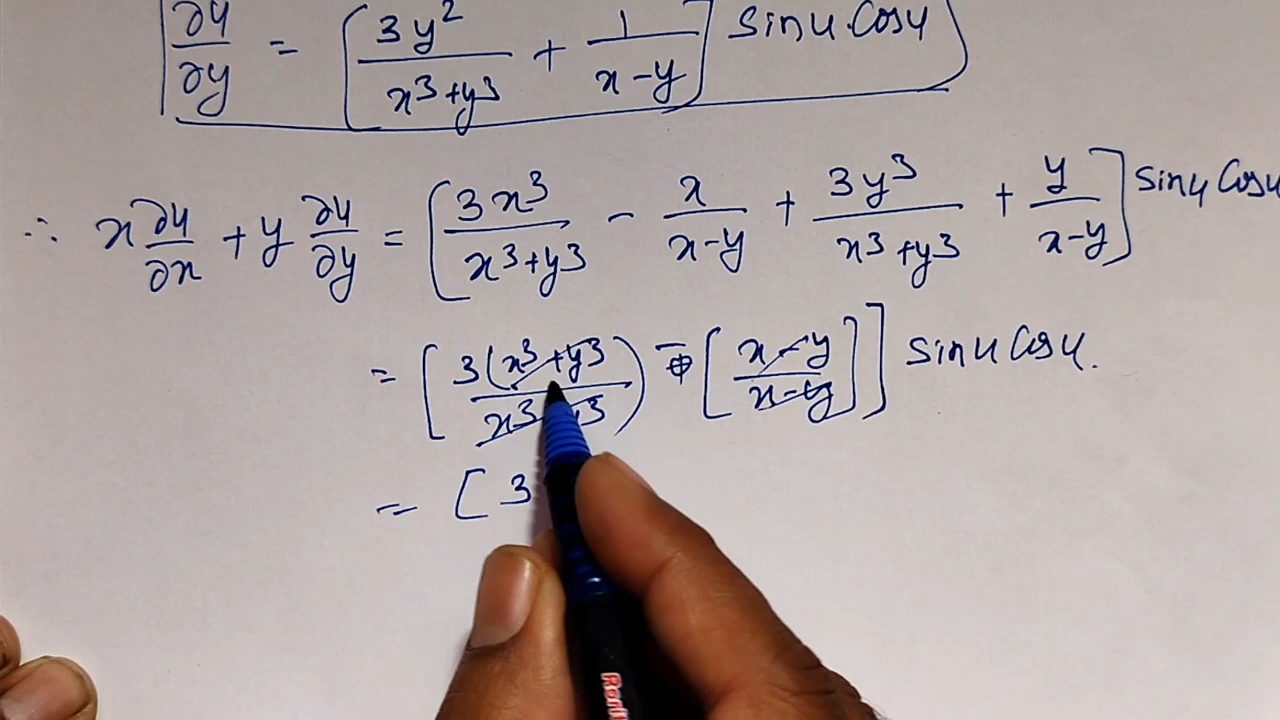 ∂u/∂y = [3y²/(x³+y³) + 1/(x-y)] sinu.cosu
∴ x ∂u/∂x + y ∂u/∂y = [3x³/(x³+y³) - x/(x-y) + 3y³/(x³+y³) + y/(x-y)] sinu cosu
= [3(x³+y³)/(x³+y³) - [(x-y)/(x-y)]] sinu cosu.
= [3